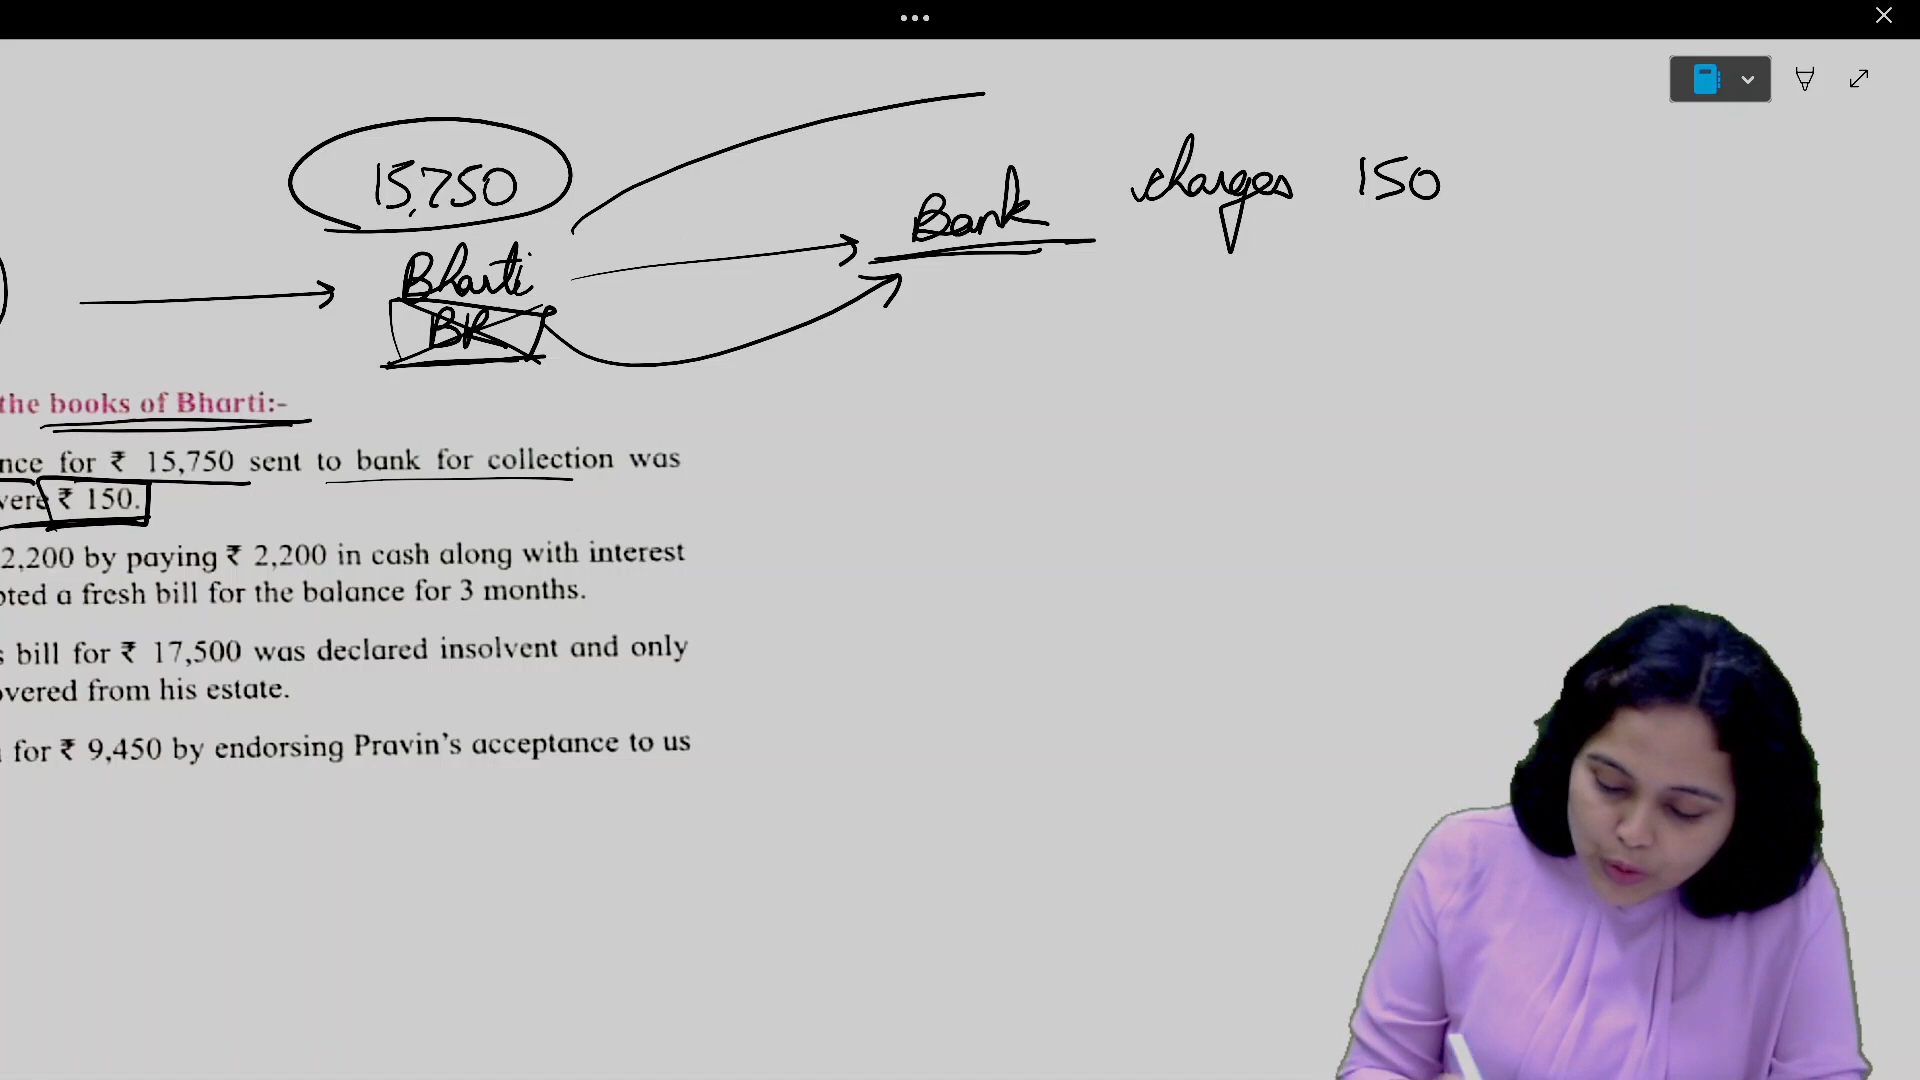 15,750
charges 150
Bank
Bharti
BR
the books of Bharti:-
nce for ₹ 15,750 sent to bank for collection was
vere ₹ 150.
2,200 by paying ₹ 2,200 in cash along with interest
oted a fresh bill for the balance for 3 months.
s bill for ₹ 17,500 was declared insolvent and only
overed from his estate.
for ₹ 9,450 by endorsing Pravin's acceptance to us